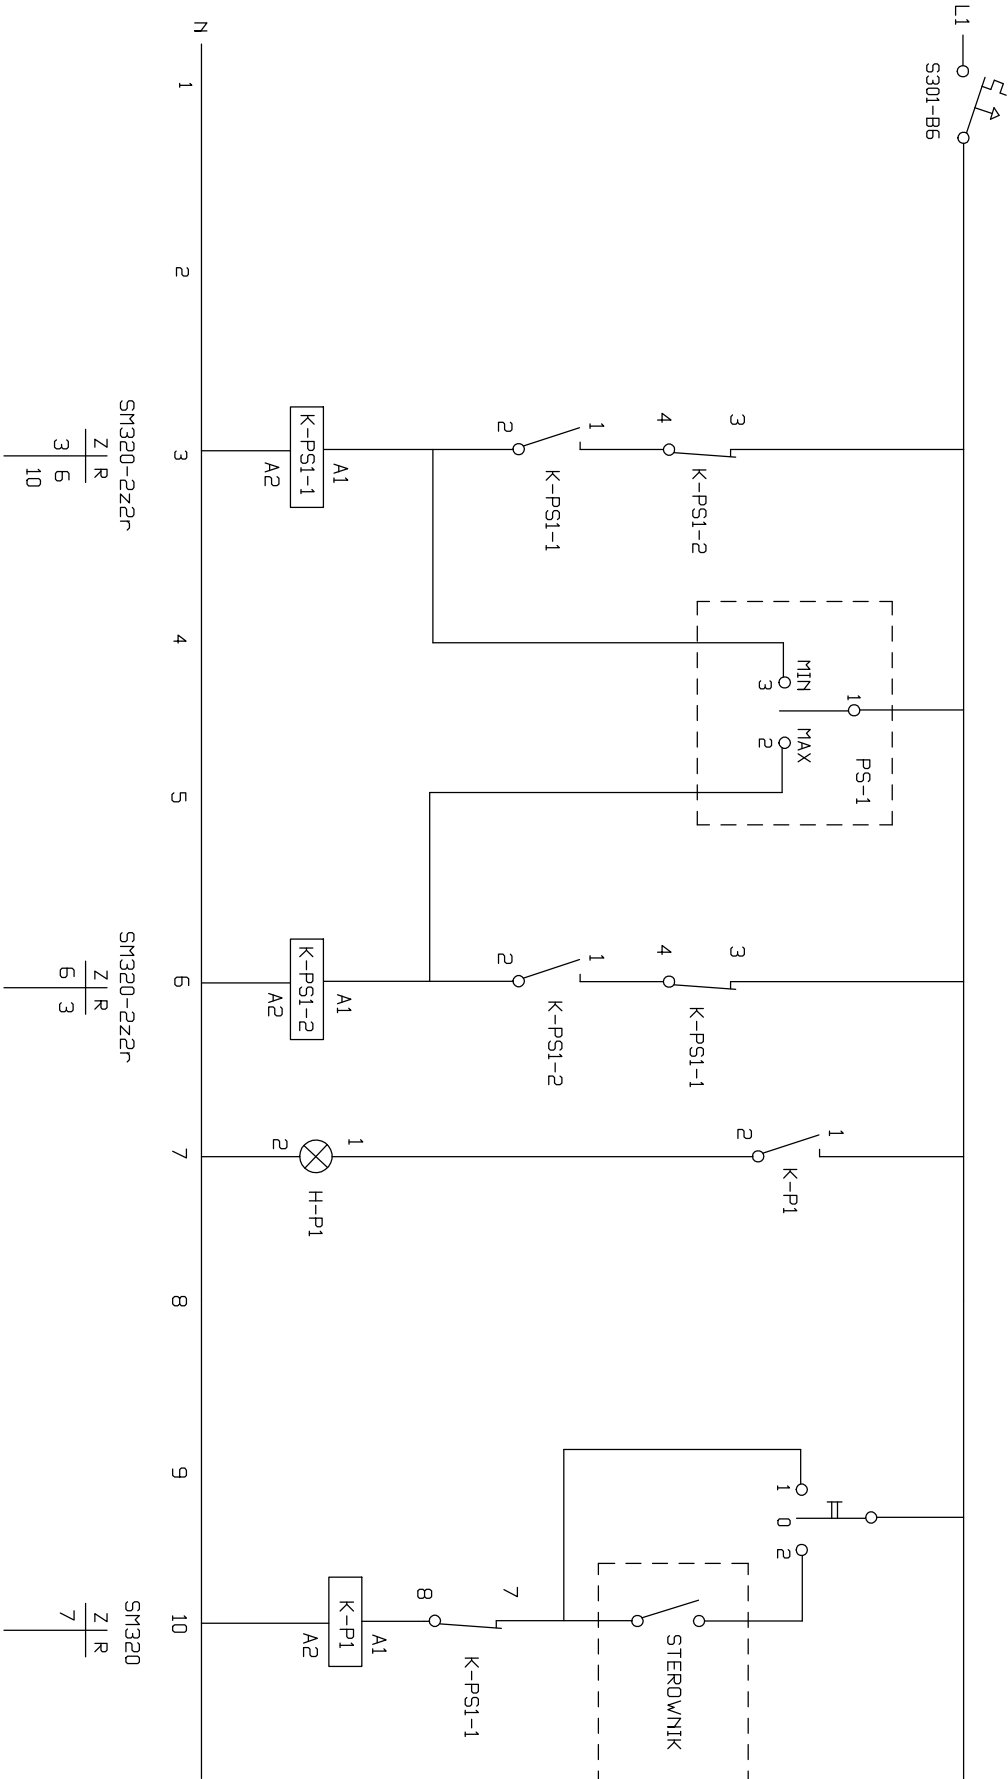 L1
S301-B6
N
1
2
3
4
5
6
7
8
9
10
3
4
K-PS1-2
1
2
K-PS1-1
A1
K-PS1-1
A2
SM320-2z2r
Z R
3 6
10
PS-1
1
MIN
3
MAX
2
3
4
K-PS1-1
1
2
K-PS1-2
A1
K-PS1-2
A2
SM320-2z2r
Z R
6 3
1
2
K-P1
1
2
H-P1
1 0 2
STEROWNIK
7
8
K-PS1-1
A1
K-P1
A2
SM320
Z R
7